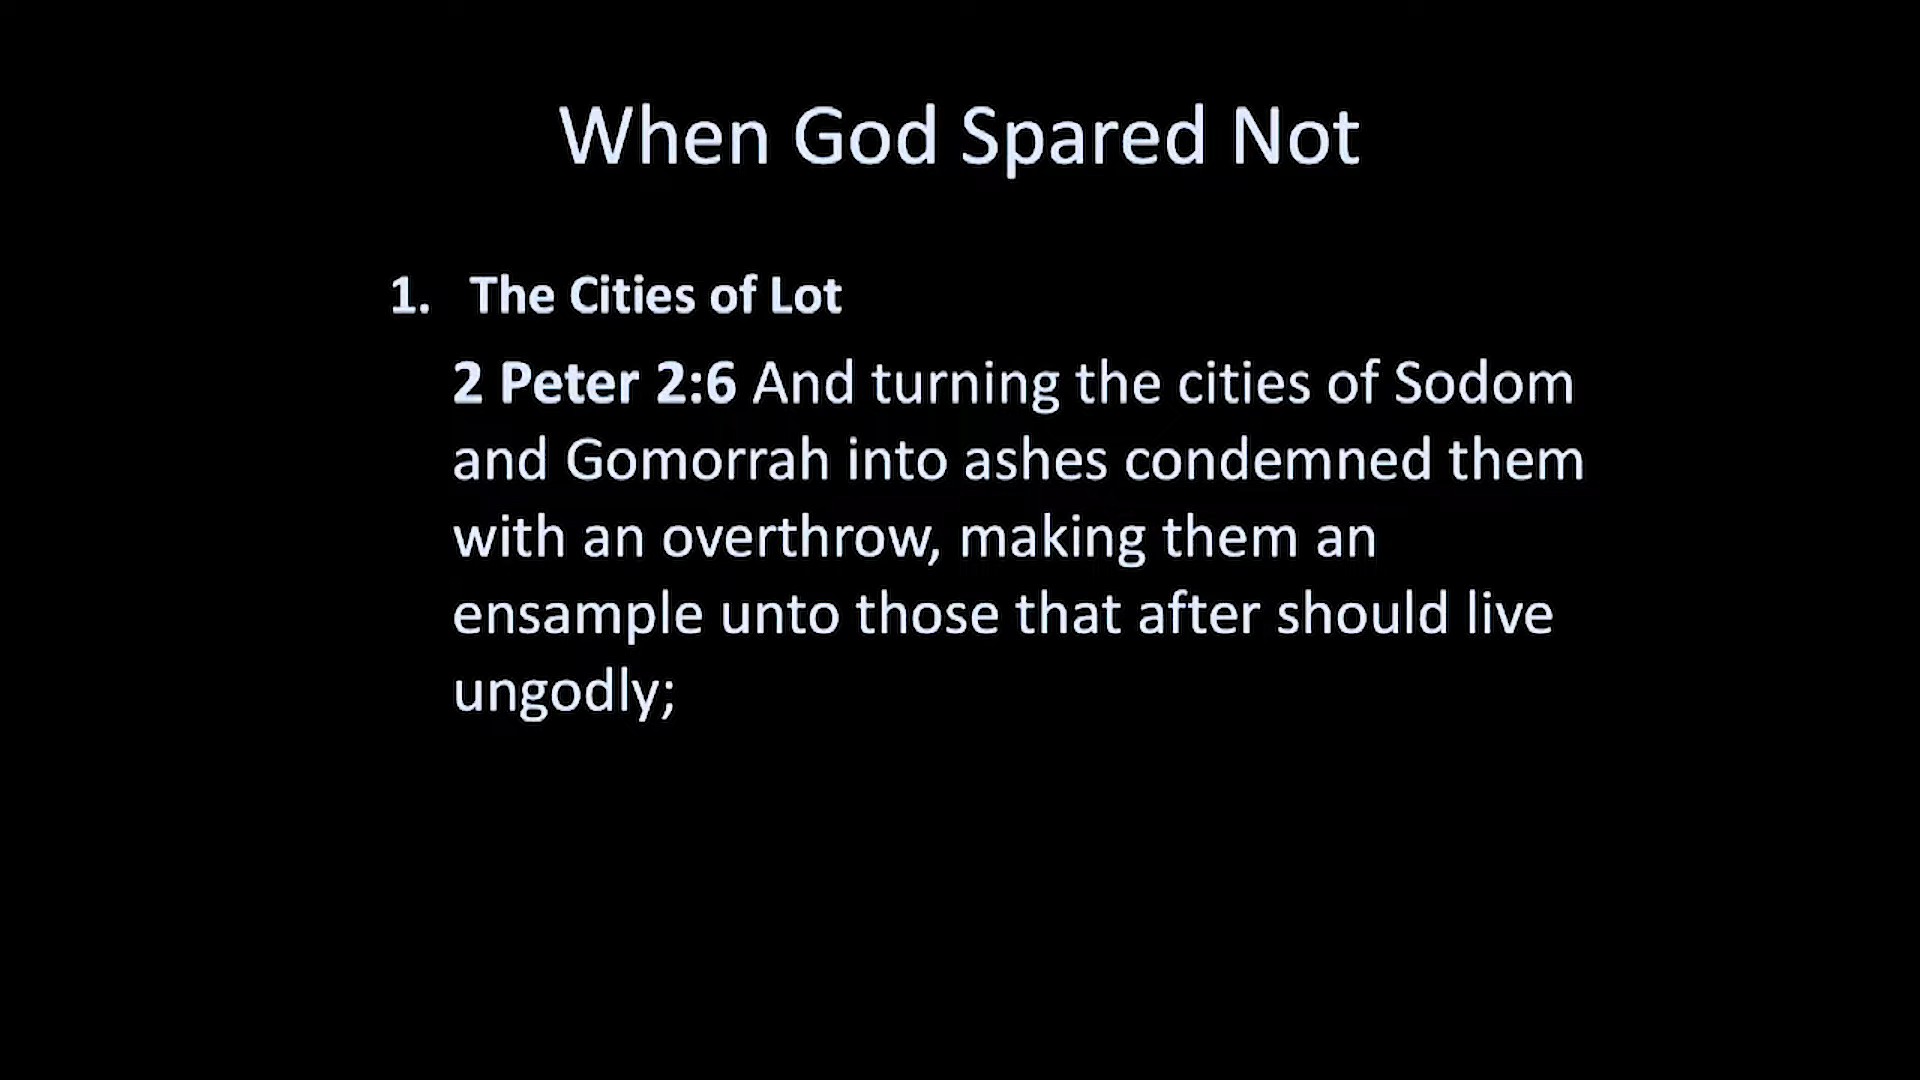 When God Spared Not
1. The Cities of Lot
2 Peter 2:6 And turning the cities of Sodom
and Gomorrah into ashes condemned them
with an overthrow, making them an
ensample unto those that after should live
ungodly;